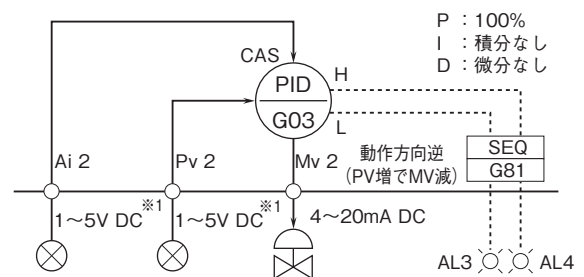 P：100%
I：積分なし
D：微分なし
CAS
H
PID
G03
L
Ai 2
Pv 2
Mv 2
動作方向逆
（PV増でMV減）
SEQ
G81
1～5V DC※1
1～5V DC※1
4～20mA DC
AL3
AL4